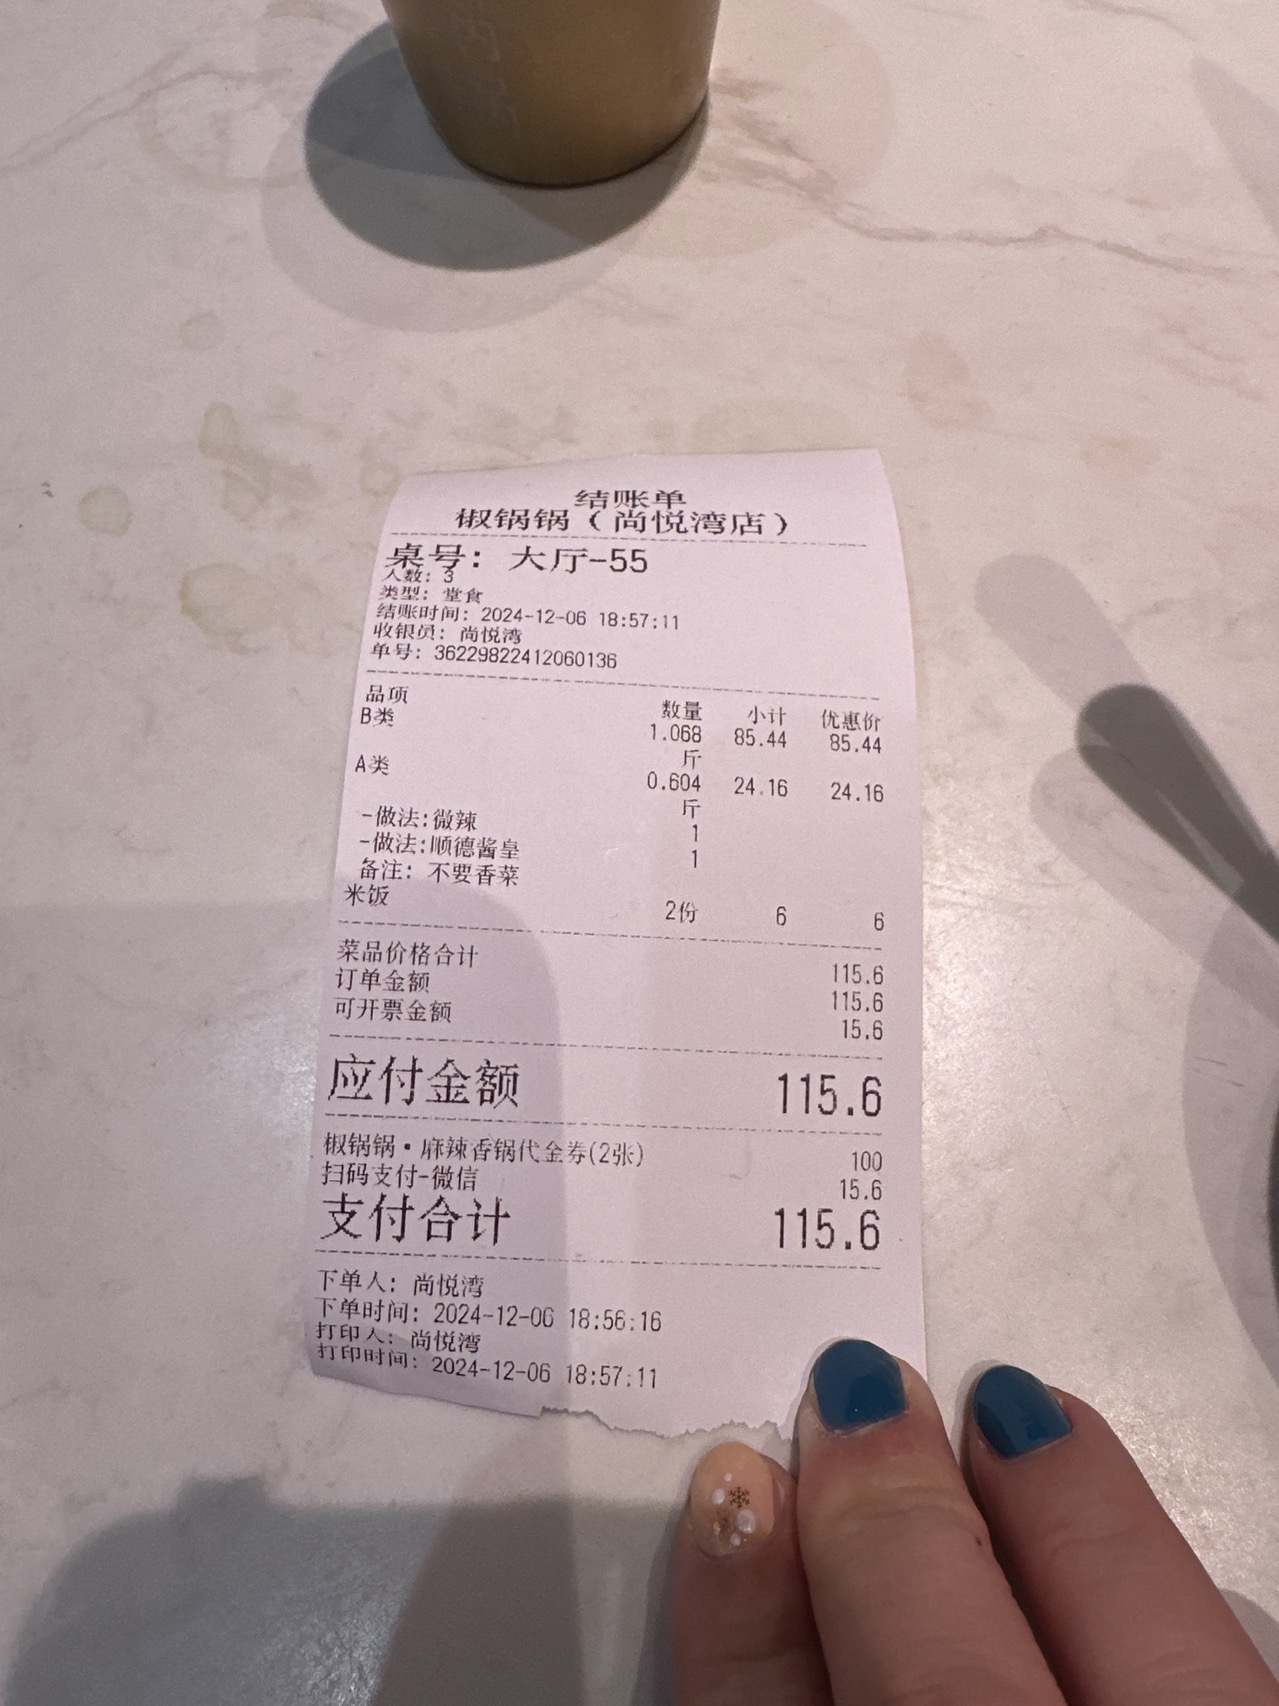 结账单
椒锅锅（尚悦湾店）
桌号： 大厅-55
人数: 3
类型: 堂食
结账时间: 2024-12-06 18:57:11
收银员: 尚悦湾
单号: 36229822412060136
品项 数量 小计 优惠价
B类 1.068 85.44 85.44
斤
A类 0.604 24.16 24.16
斤
-做法:微辣 1
-做法:顺德酱皇 1
备注: 不要香菜
米饭 2份 6 6
菜品价格合计 115.6
订单金额 115.6
可开票金额 15.6
应付金额 115.6
椒锅锅•麻辣香锅代金券(2张) 100
扫码支付-微信 15.6
支付合计 115.6
下单人: 尚悦湾
下单时间: 2024-12-06 18:56:16
打印人: 尚悦湾
打印时间: 2024-12-06 18:57:11